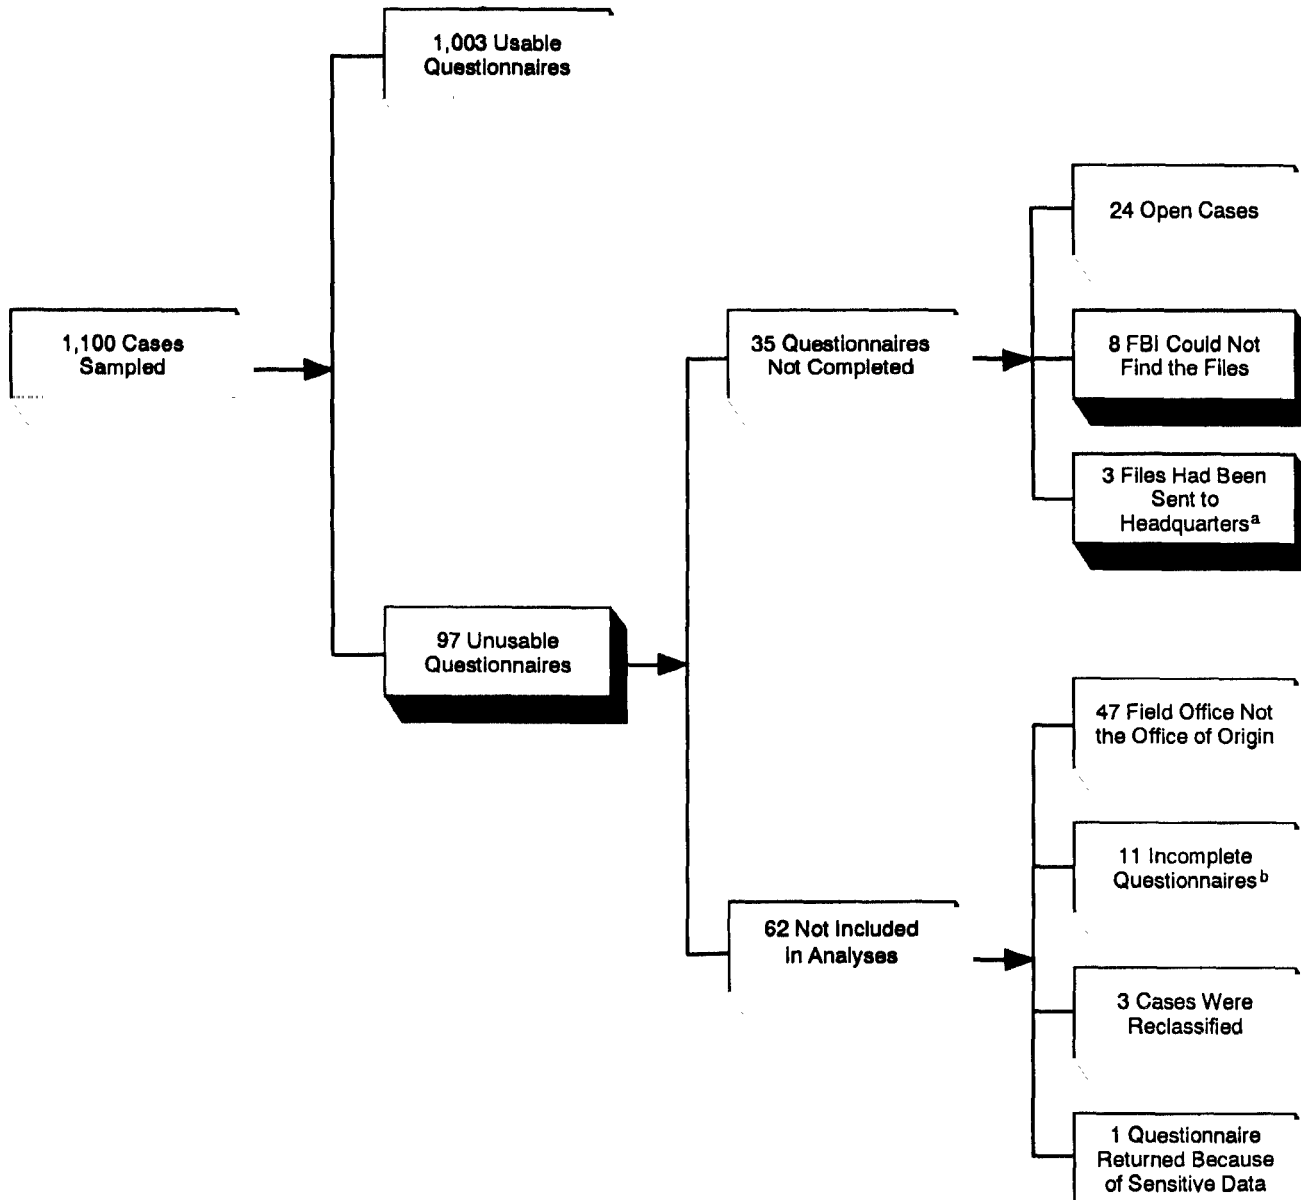 1,003 Usable
Questionnaires
1,100 Cases
Sampled
97 Unusable
Questionnaires
35 Questionnaires
Not Completed
24 Open Cases
8 FBI Could Not
Find the Files
3 Files Had Been
Sent to
Headquartersᵃ
62 Not Included
in Analyses
47 Field Office Not
the Office of Origin
11 Incomplete
Questionnairesᵇ
3 Cases Were
Reclassified
1 Questionnaire
Returned Because
of Sensitive Data